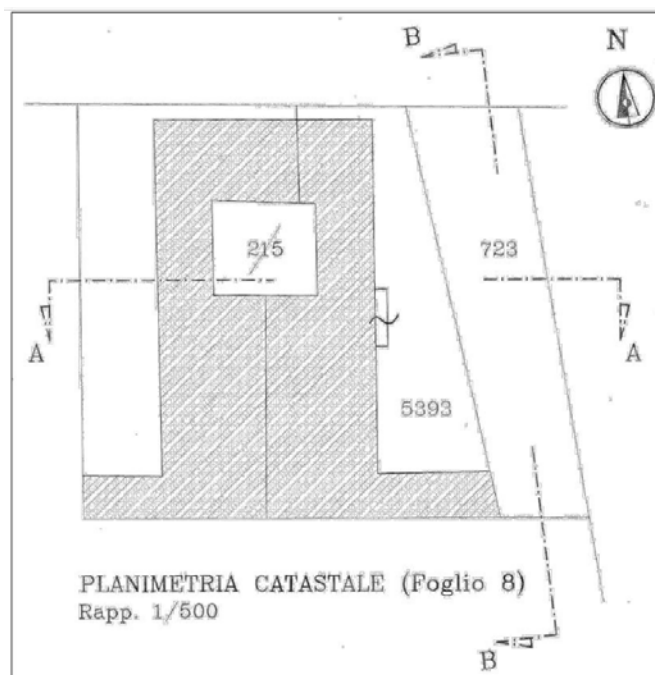 B
N
215
723
A
A
5393
PLANIMETRIA CATASTALE (Foglio 8)
Rapp. 1/500
B